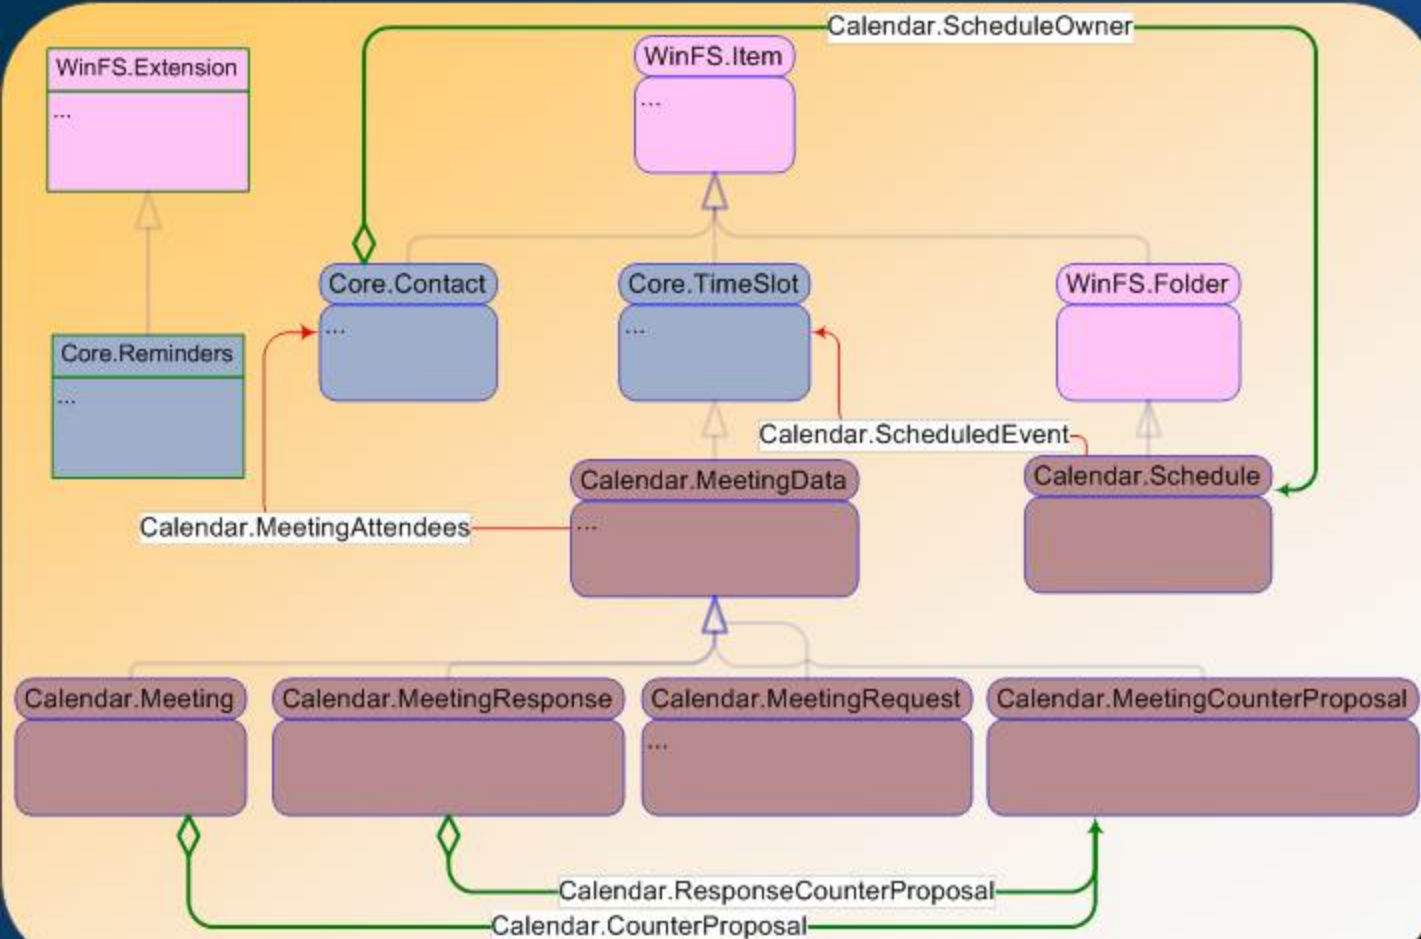 Calendar.ScheduleOwner
WinFS.Extension
...
WinFS.Item
...
Core.Contact
...
Core.TimeSlot
...
WinFS.Folder
Core.Reminders
...
Calendar.ScheduledEvent
Calendar.MeetingData
...
Calendar.Schedule
Calendar.MeetingAttendees
Calendar.Meeting
Calendar.MeetingResponse
Calendar.MeetingRequest
...
Calendar.MeetingCounterProposal
Calendar.ResponseCounterProposal
Calendar.CounterProposal